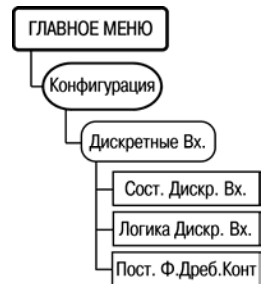 ГЛАВНОЕ МЕНЮ
Конфигурация
Дискретные Вх.
Сост. Дискр. Вх.
Логика Дискр. Вх.
Пост. Ф.Дреб.Конт